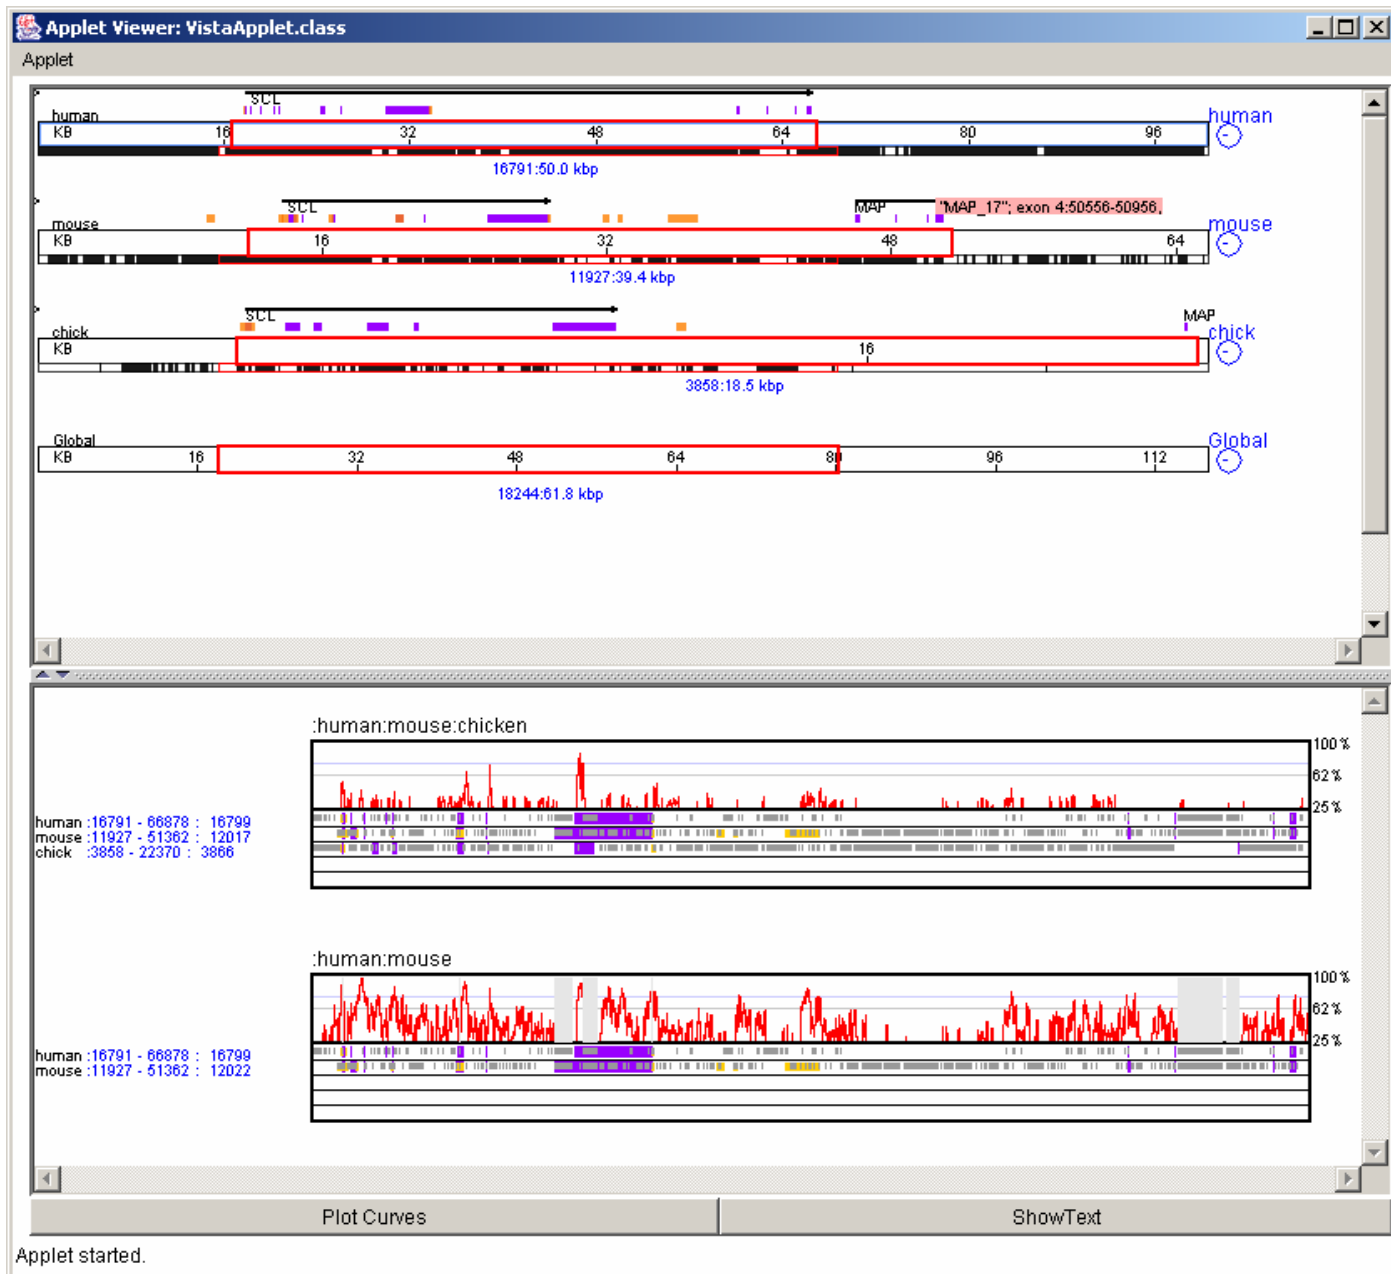 Applet Viewer: VistaApplet.class
Applet
SCL
human
human
KB 16 32 48 64 80 96
16791:50.0 kbp
SCL MAP "MAP_17"; exon 4:50556-50956,
mouse
mouse
KB 16 32 48 64
11927:39.4 kbp
SCL MAP
chick
chick
KB 16
3858:18.5 kbp
Global
Global
KB 16 32 48 64 80 96 112
18244:61.8 kbp
:human:mouse:chicken
100%
62%
25%
human :16791 - 66878 : 16799
mouse :11927 - 51362 : 12017
chick :3858 - 22370 : 3866
:human:mouse
100%
62%
25%
human :16791 - 66878 : 16799
mouse :11927 - 51362 : 12022
Plot Curves ShowText
Applet started.